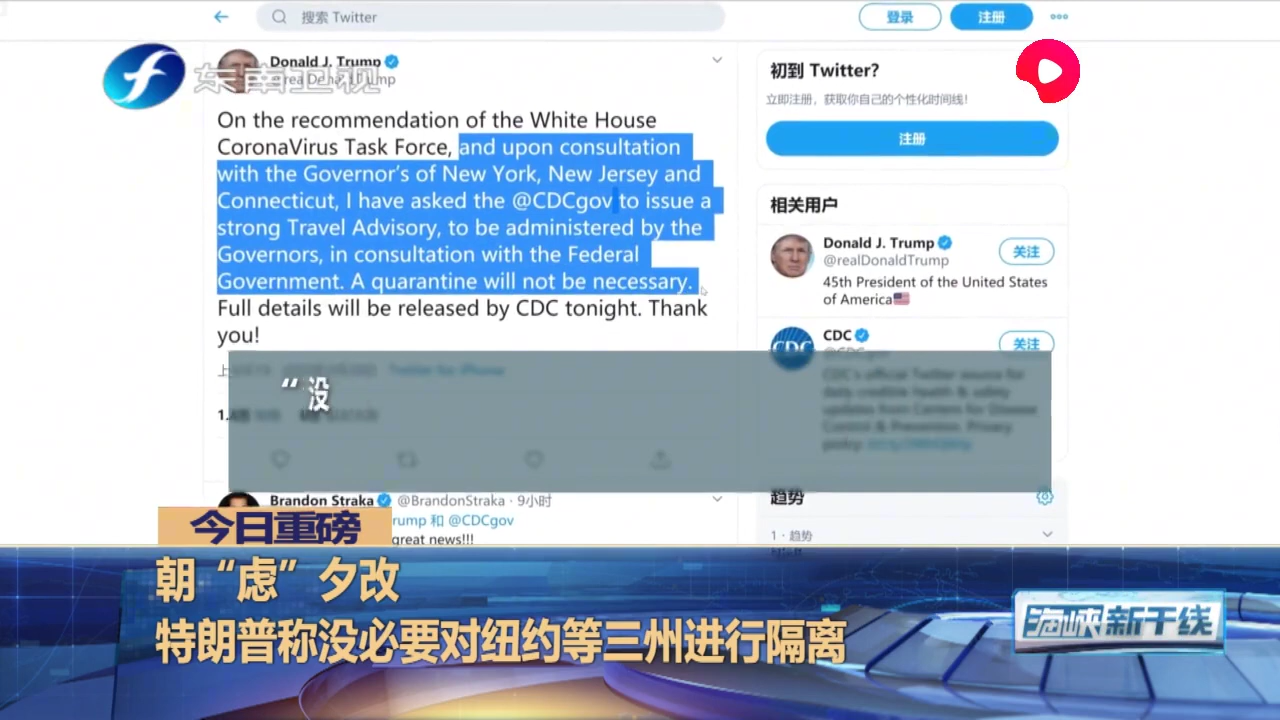 搜索 Twitter
登录
注册
东南卫视
Donald J. Trump
On the recommendation of the White House
CoronaVirus Task Force, and upon consultation
with the Governor's of New York, New Jersey and
Connecticut, I have asked the @CDCgov to issue a
strong Travel Advisory, to be administered by the
Governors, in consultation with the Federal
Government. A quarantine will not be necessary.
Full details will be released by CDC tonight. Thank
you!
“没
Brandon Straka @BrandonStraka · 9小时
rump 和 @CDCgov
great news!!!
初到 Twitter?
立即注册，获取你自己的个性化时间线!
注册
相关用户
Donald J. Trump
@realDonaldTrump
关注
45th President of the United States
of America
CDC
关注
CDC
趋势
1 · 趋势
今日重磅
朝“虑”夕改
特朗普称没必要对纽约等三州进行隔离
海峡新干线